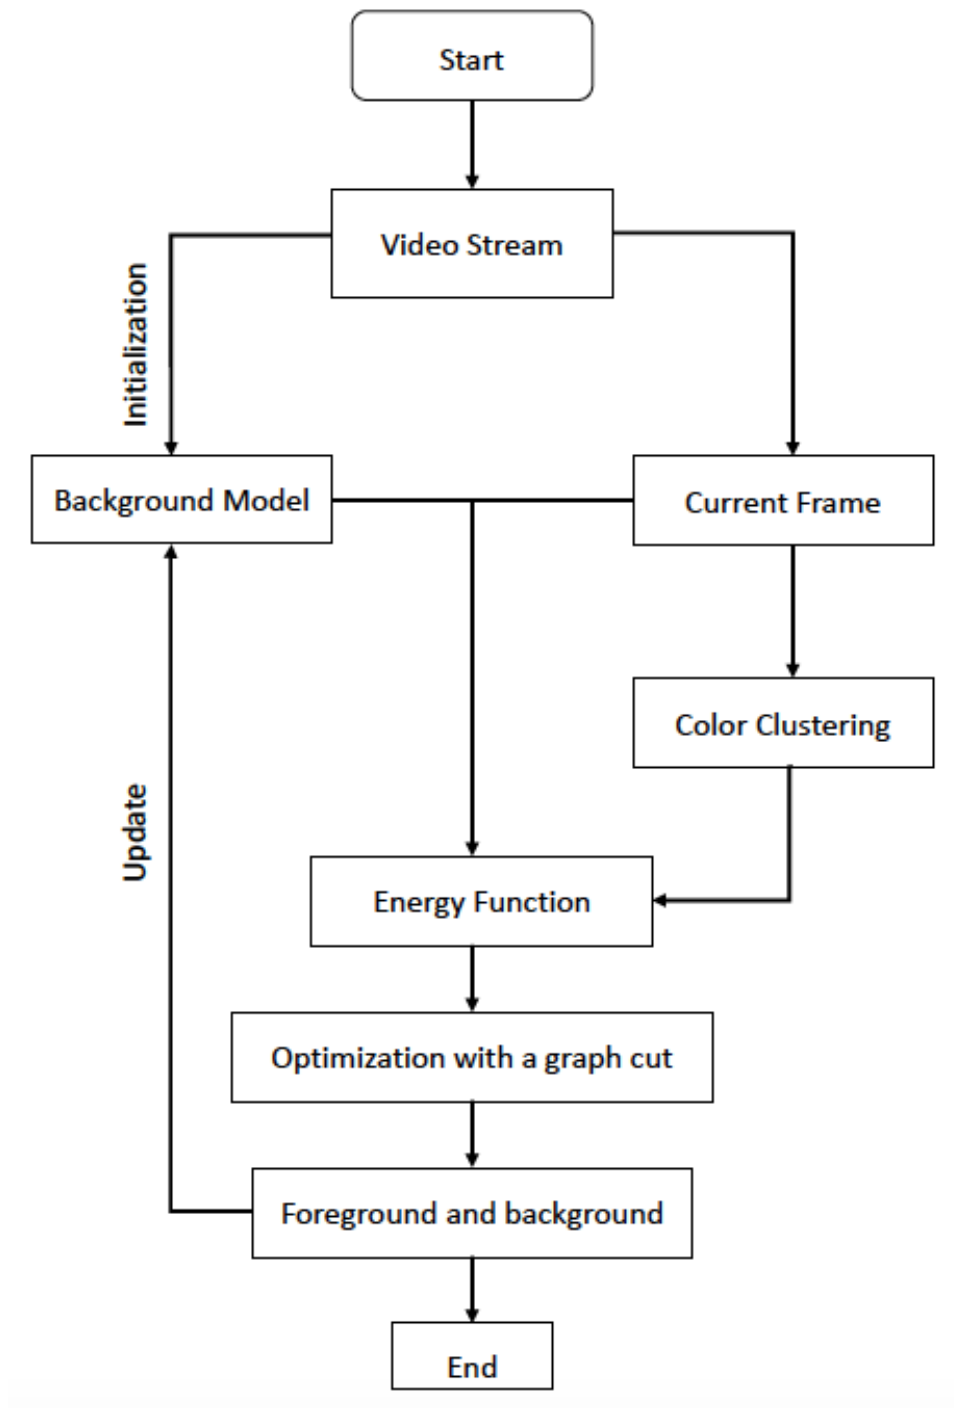 Start
Video Stream
Initialization
Background Model
Current Frame
Color Clustering
Update
Energy Function
Optimization with a graph cut
Foreground and background
End